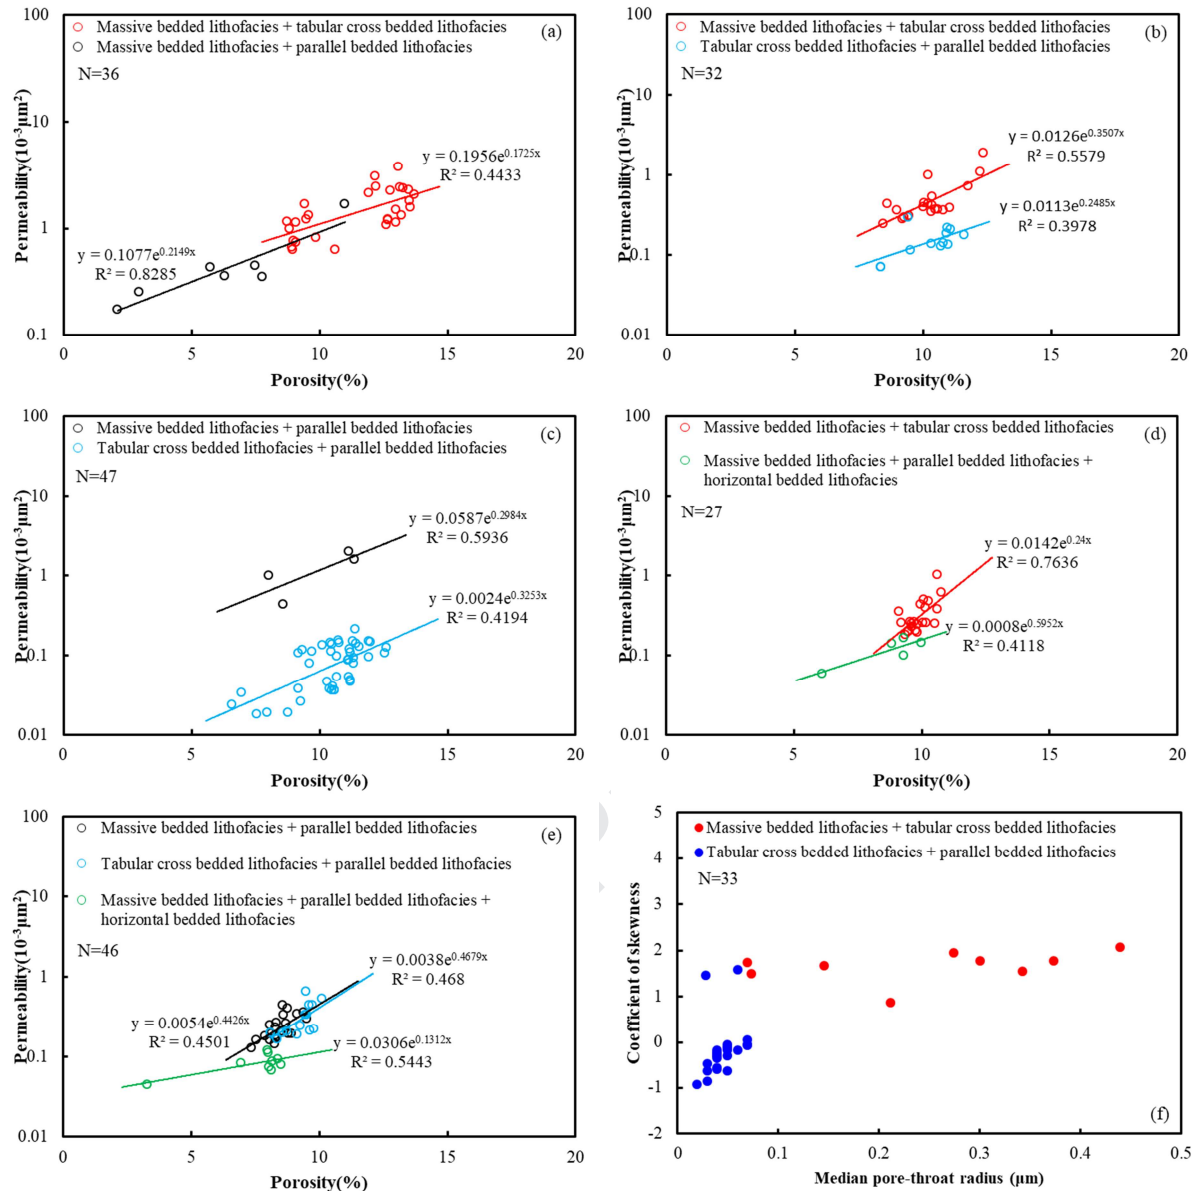 100
10
1
0.1
Permeability(10⁻³μm²)
Massive bedded lithofacies + tabular cross bedded lithofacies
Massive bedded lithofacies + parallel bedded lithofacies
(a)
N=36
y = 0.1956e^0.1725x
R² = 0.4433
y = 0.1077e^0.2149x
R² = 0.8285
0 5 10 15 20
Porosity(%)
100
10
1
0.1
0.01
Permeability(10⁻³μm²)
Massive bedded lithofacies + tabular cross bedded lithofacies
Tabular cross bedded lithofacies + parallel bedded lithofacies
(b)
N=32
y = 0.0126e^0.3507x
R² = 0.5579
y = 0.0113e^0.2485x
R² = 0.3978
0 5 10 15 20
Porosity(%)
100
10
1
0.1
0.01
Permeability(10⁻³μm²)
Massive bedded lithofacies + parallel bedded lithofacies
Tabular cross bedded lithofacies + parallel bedded lithofacies
(c)
N=47
y = 0.0587e^0.2984x
R² = 0.5936
y = 0.0024e^0.3253x
R² = 0.4194
0 5 10 15 20
Porosity(%)
100
10
1
0.1
0.01
Permeability(10⁻³μm²)
Massive bedded lithofacies + tabular cross bedded lithofacies
(d)
Massive bedded lithofacies + parallel bedded lithofacies +
horizontal bedded lithofacies
N=27
y = 0.0142e^0.24x
R² = 0.7636
y = 0.0008e^0.5952x
R² = 0.4118
0 5 10 15 20
Porosity(%)
100
10
1
0.1
0.01
Permeability(10⁻³μm²)
Massive bedded lithofacies + parallel bedded lithofacies
(e)
Tabular cross bedded lithofacies + parallel bedded lithofacies
Massive bedded lithofacies + parallel bedded lithofacies +
horizontal bedded lithofacies
N=46
y = 0.0038e^0.4679x
R² = 0.468
y = 0.0054e^0.4426x
R² = 0.4501
y = 0.0306e^0.1312x
R² = 0.5443
0 5 10 15 20
Porosity(%)
5
4
3
2
1
0
-1
-2
Coefficient of skewness
Massive bedded lithofacies + tabular cross bedded lithofacies
Tabular cross bedded lithofacies + parallel bedded lithofacies
N=33
(f)
0 0.1 0.2 0.3 0.4 0.5
Median pore-throat radius (μm)